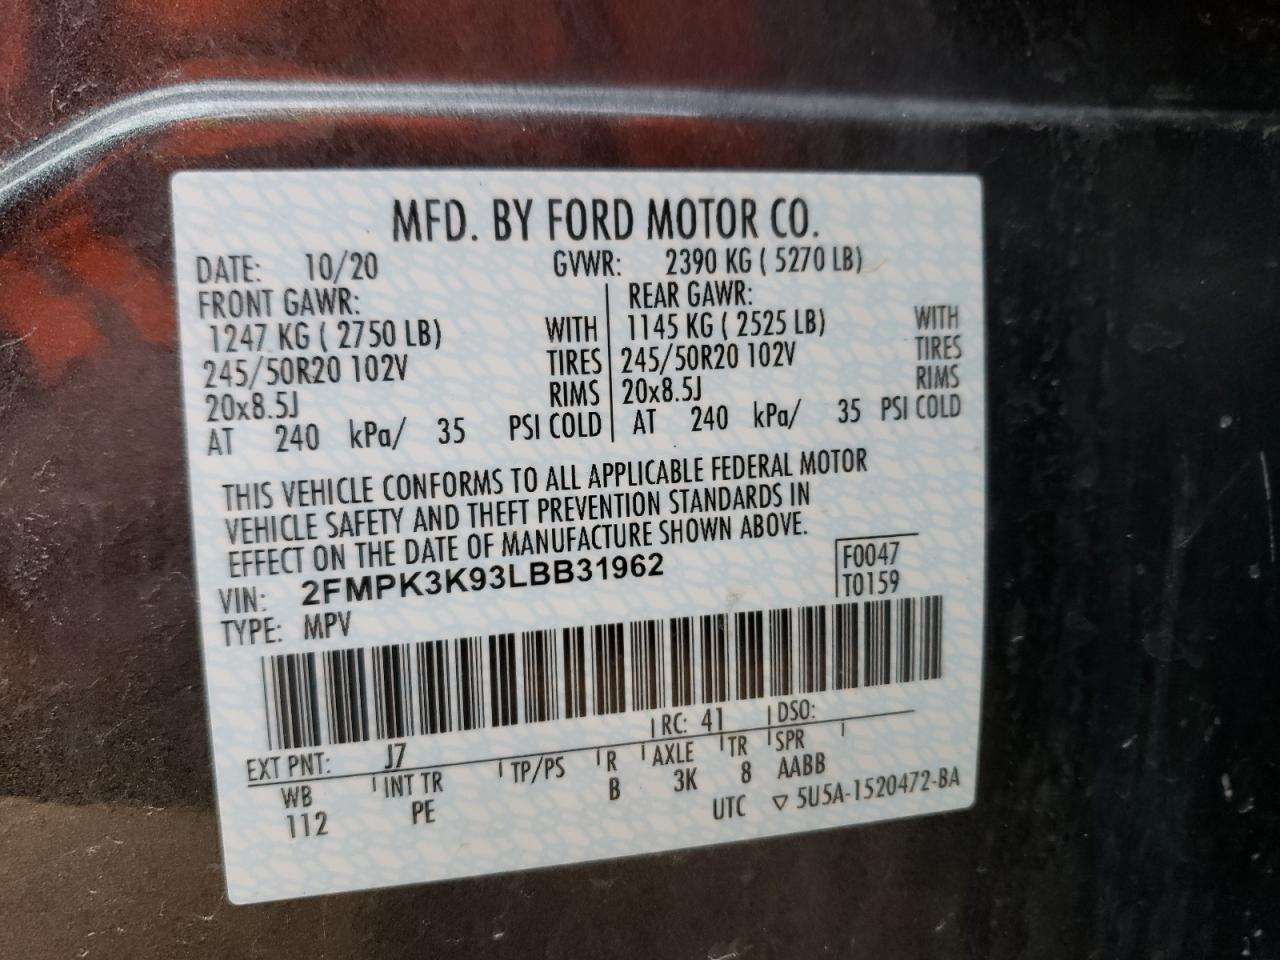 MFD. BY FORD MOTOR CO.
DATE: 10/20 GVWR: 2390 KG ( 5270 LB)
FRONT GAWR: REAR GAWR:
1247 KG ( 2750 LB) WITH 1145 KG ( 2525 LB) WITH
245/50R20 102V TIRES 245/50R20 102V TIRES
20x8.5J RIMS 20x8.5J RIMS
AT 240 kPa/ 35 PSI COLD AT 240 kPa/ 35 PSI COLD
THIS VEHICLE CONFORMS TO ALL APPLICABLE FEDERAL MOTOR
VEHICLE SAFETY AND THEFT PREVENTION STANDARDS IN
EFFECT ON THE DATE OF MANUFACTURE SHOWN ABOVE.
VIN: 2FMPK3K93LBB31962 F0047
TYPE: MPV T0159
EXT PNT: J7 RC: 41 DSO:
WB INT TR TP/PS R AXLE TR SPR
112 PE B 3K 8 AABB
UTC ▽ 5U5A-1520472-BA